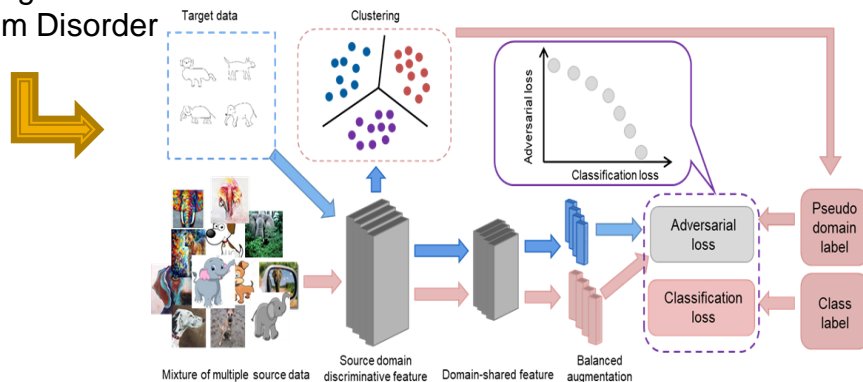 m Disorder
Target data
Clustering
Adversarial loss
Classification loss
Adversarial
loss
Classification
loss
Pseudo
domain
label
Class
label
Mixture of multiple source data
Source domain
discriminative feature
Domain-shared feature
Balanced
augmentation